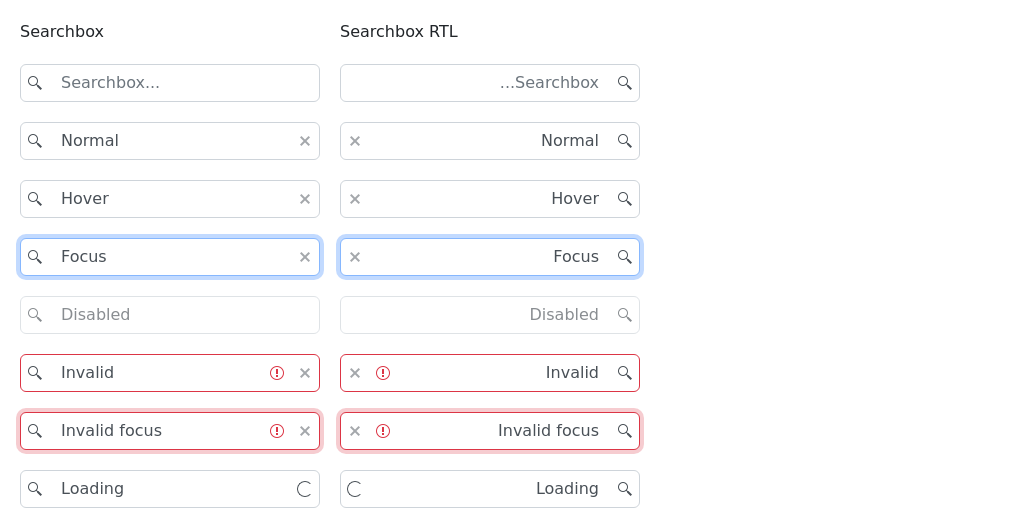 Searchbox
Searchbox...
Normal
Hover
Focus
Disabled
Invalid
Invalid focus
Loading
Searchbox RTL
...Searchbox
Normal
Hover
Focus
Disabled
Invalid
Invalid focus
Loading